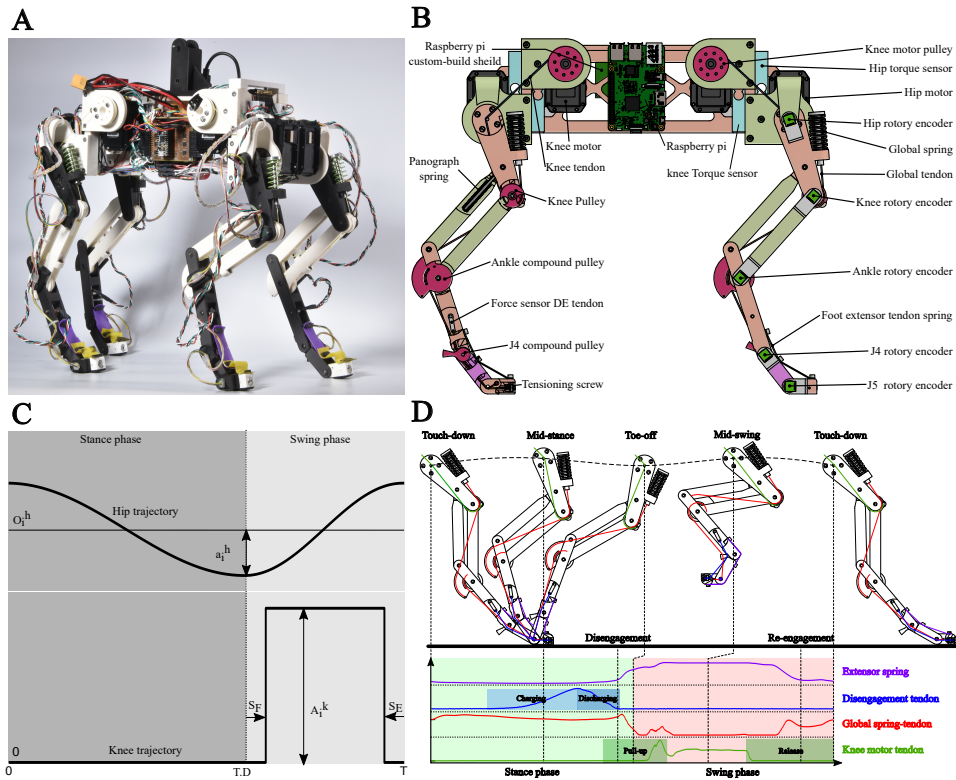 A
B
Raspberry pi
custom-build sheild
Knee motor pulley
Hip torque sensor
Hip motor
Hip rotory encoder
Global spring
Global tendon
Knee motor
Knee tendon
Raspberry pi
knee Torque sensor
Panograph
spring
Knee Pulley
Knee rotory encoder
Ankle compound pulley
Ankle rotory encoder
Force sensor DE tendon
Foot extensor tendon spring
J4 compound pulley
J4 rotory encoder
Tensioning screw
J5 rotory encoder
C
Stance phase
Swing phase
Oᵢʰ
Hip trajectory
aᵢʰ
S_F
Aᵢᵏ
S_E
0
Knee trajectory
T.D
T
D
Touch-down
Mid-stance
Toe-off
Mid-swing
Touch-down
Disengagement
Re-engagement
Extensor spring
Charging
Discharging
Disengagement tendon
Global spring-tendon
Pull-up
Release
Knee motor tendon
Stance phase
Swing phase